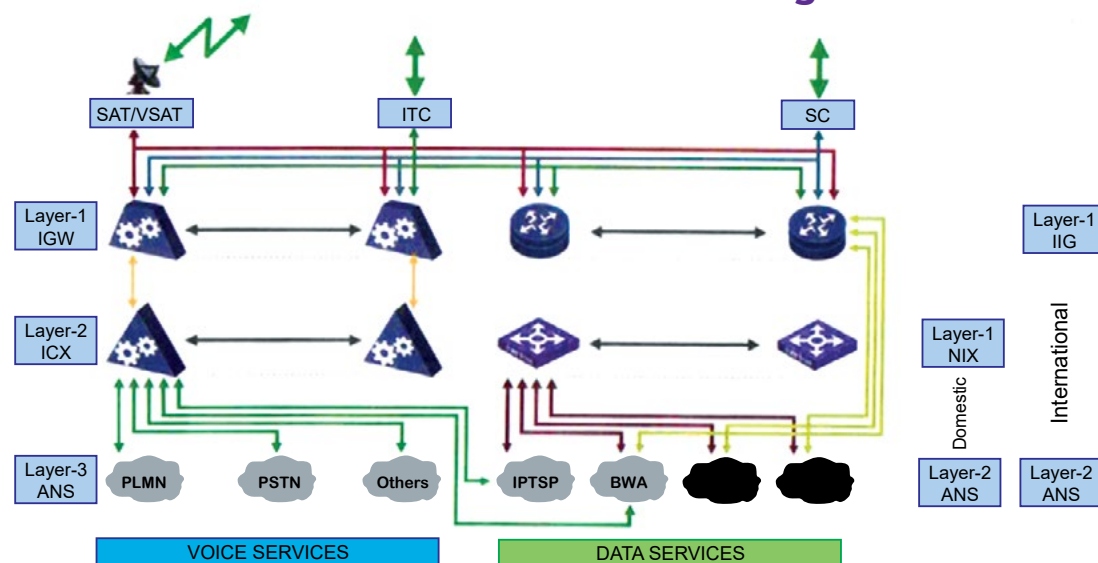 SAT/VSAT
ITC
SC
Layer-1
IGW
Layer-1
IIG
Layer-2
ICX
Layer-1
NIX
International
Domestic
Layer-3
ANS
PLMN
PSTN
Others
IPTSP
BWA
Layer-2
ANS
Layer-2
ANS
VOICE SERVICES
DATA SERVICES